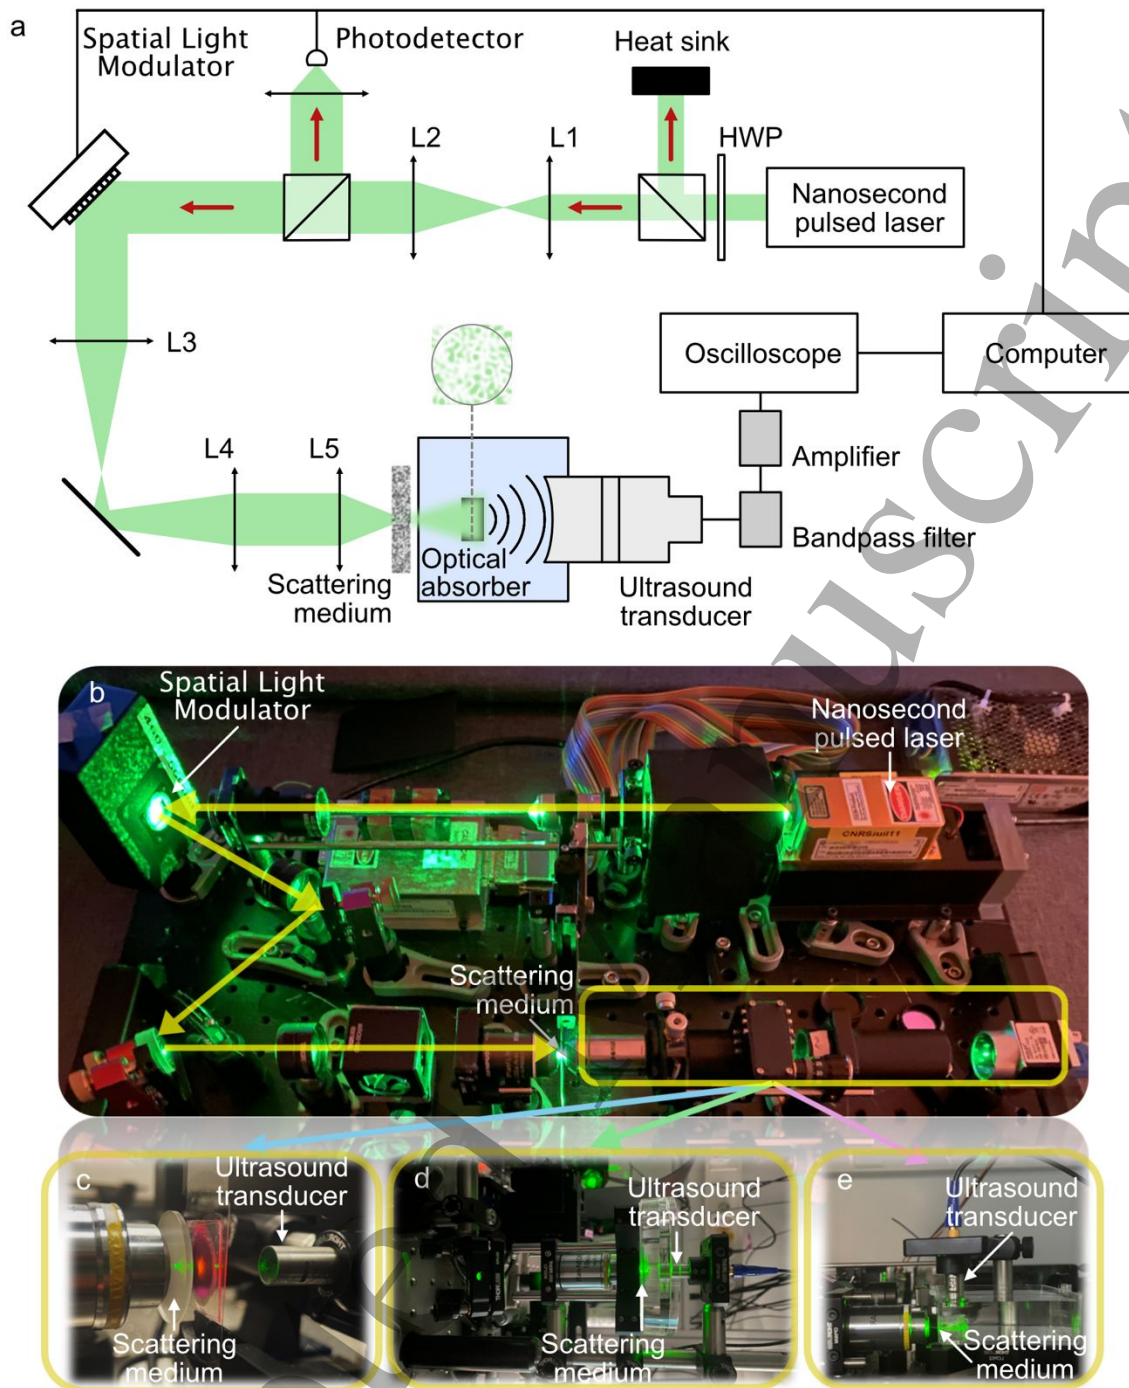 a
Spatial Light
Modulator
Photodetector
Heat sink
L2
L1
HWP
Nanosecond
pulsed laser
L3
Oscilloscope
Computer
L4
L5
Amplifier
Bandpass filter
Optical
absorber
Scattering
medium
Ultrasound
transducer
b
Spatial Light
Modulator
Nanosecond
pulsed laser
CNRSjuil11
Scattering
medium
c
Ultrasound
transducer
Scattering
medium
d
Ultrasound
transducer
Scattering
medium
e
Ultrasound
transducer
Scattering
medium